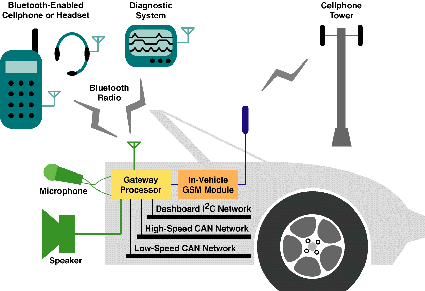 Bluetooth-Enabled
Cellphone or Headset
Diagnostic
System
Cellphone
Tower
Bluetooth
Radio
Microphone
Gateway
Processor
In-Vehicle
GSM Module
Dashboard I²C Network
High-Speed CAN Network
Low-Speed CAN Network
Speaker